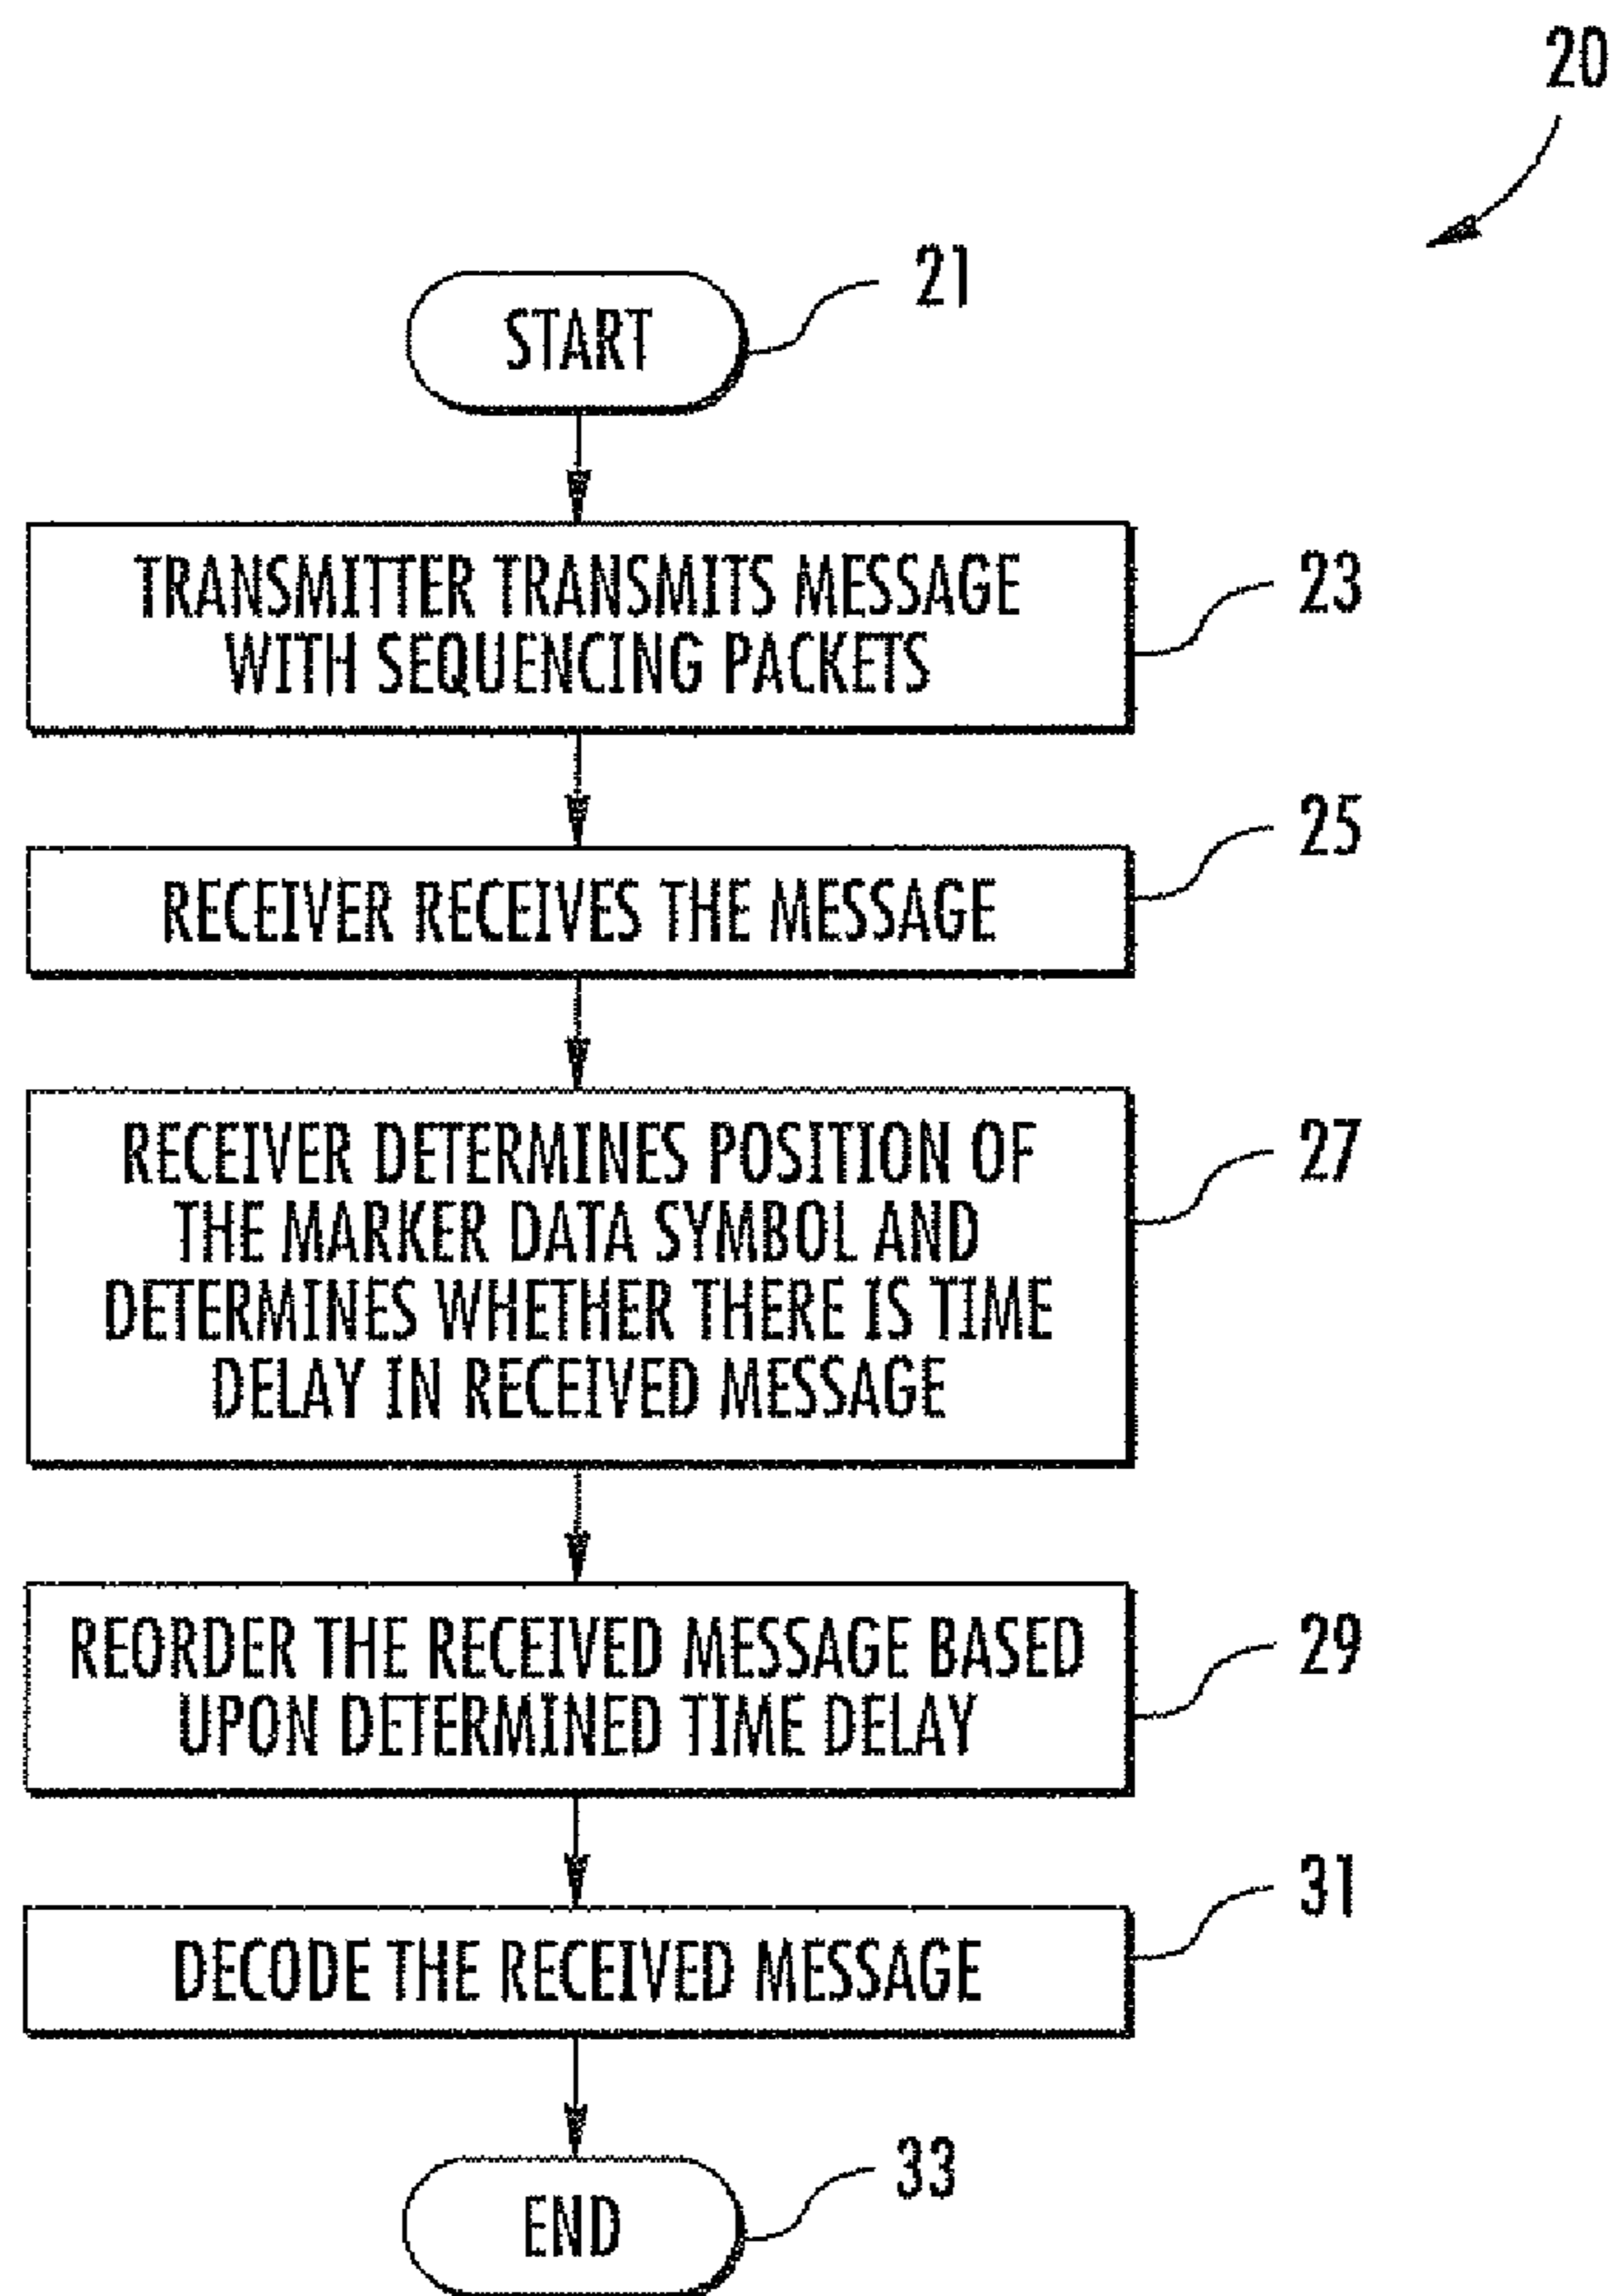 20
21
START
TRANSMITTER TRANSMITS MESSAGE
WITH SEQUENCING PACKETS
23
RECEIVER RECEIVES THE MESSAGE
25
RECEIVER DETERMINES POSITION OF
THE MARKER DATA SYMBOL AND
DETERMINES WHETHER THERE IS TIME
DELAY IN RECEIVED MESSAGE
27
REORDER THE RECEIVED MESSAGE BASED
UPON DETERMINED TIME DELAY
29
DECODE THE RECEIVED MESSAGE
31
END
33